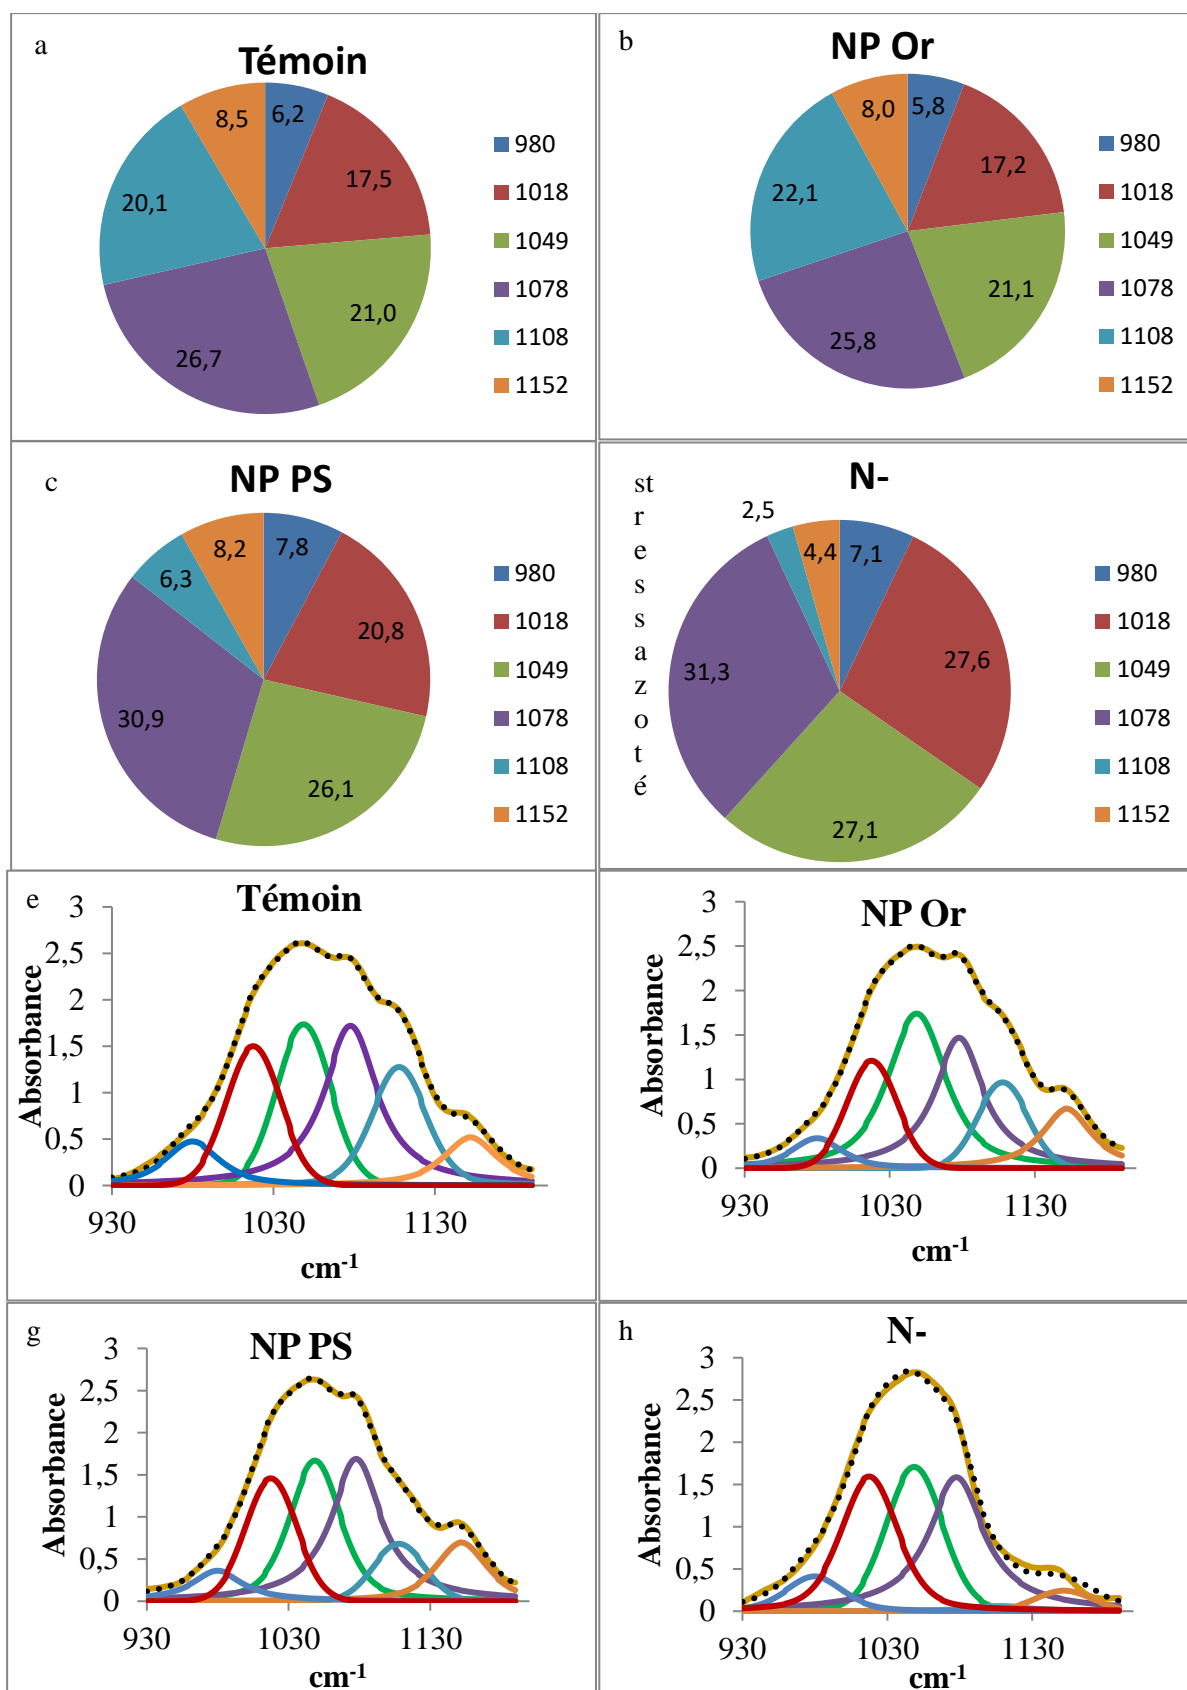 a
Témoin
8,5
6,2
17,5
20,1
21,0
26,7
980
1018
1049
1078
1108
1152
b
NP Or
8,0
5,8
17,2
22,1
21,1
25,8
980
1018
1049
1078
1108
1152
c
NP PS
8,2
7,8
6,3
20,8
30,9
26,1
980
1018
1049
1078
1108
1152
st
r
e
s
s
a
z
o
t
é
N-
2,5
4,4
7,1
31,3
27,6
27,1
980
1018
1049
1078
1108
1152
e
Témoin
Absorbance
3
2,5
2
1,5
1
0,5
0
930
1030
1130
cm-1
NP Or
Absorbance
3
2,5
2
1,5
1
0,5
0
930
1030
1130
cm-1
g
NP PS
Absorbance
3
2,5
2
1,5
1
0,5
0
930
1030
1130
cm-1
h
N-
Absorbance
3
2,5
2
1,5
1
0,5
0
930
1030
1130
cm-1